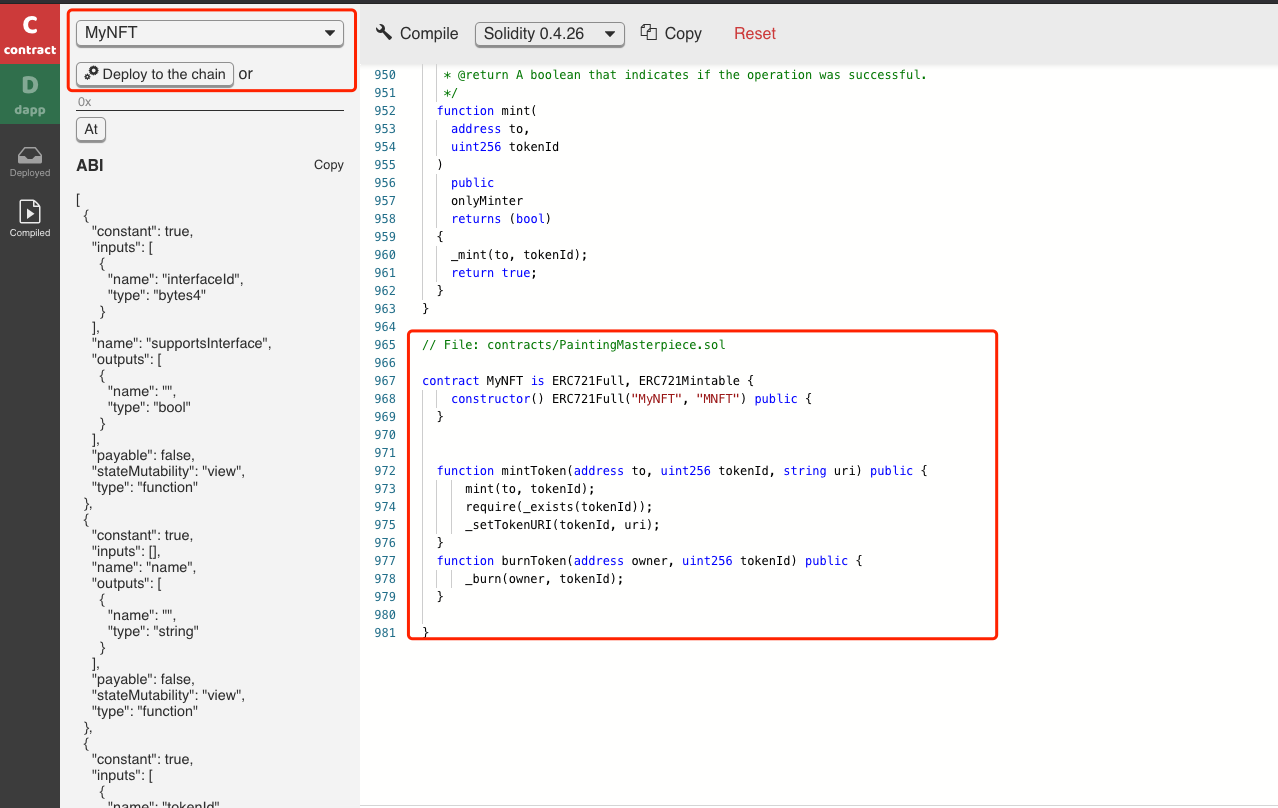 C
contract
D
dapp
Deployed
Compiled
MyNFT
Deploy to the chain or
0x
At
ABI Copy
[
{
"constant": true,
"inputs": [
{
"name": "interfaceId",
"type": "bytes4"
}
],
"name": "supportsInterface",
"outputs": [
{
"name": "",
"type": "bool"
}
],
"payable": false,
"stateMutability": "view",
"type": "function"
},
{
"constant": true,
"inputs": [],
"name": "name",
"outputs": [
{
"name": "",
"type": "string"
}
],
"payable": false,
"stateMutability": "view",
"type": "function"
},
{
"constant": true,
"inputs": [
{
"name": "tokenId",
Compile Solidity 0.4.26 Copy Reset
950 * @return A boolean that indicates if the operation was successful.
951 */
952 function mint(
953 address to,
954 uint256 tokenId
955 )
956 public
957 onlyMinter
958 returns (bool)
959 {
960 _mint(to, tokenId);
961 return true;
962 }
963 }
964
965 // File: contracts/PaintingMasterpiece.sol
966
967 contract MyNFT is ERC721Full, ERC721Mintable {
968 constructor() ERC721Full("MyNFT", "MNFT") public {
969 }
970
971
972 function mintToken(address to, uint256 tokenId, string uri) public {
973 mint(to, tokenId);
974 require(_exists(tokenId));
975 _setTokenURI(tokenId, uri);
976 }
977 function burnToken(address owner, uint256 tokenId) public {
978 _burn(owner, tokenId);
979 }
980
981 }